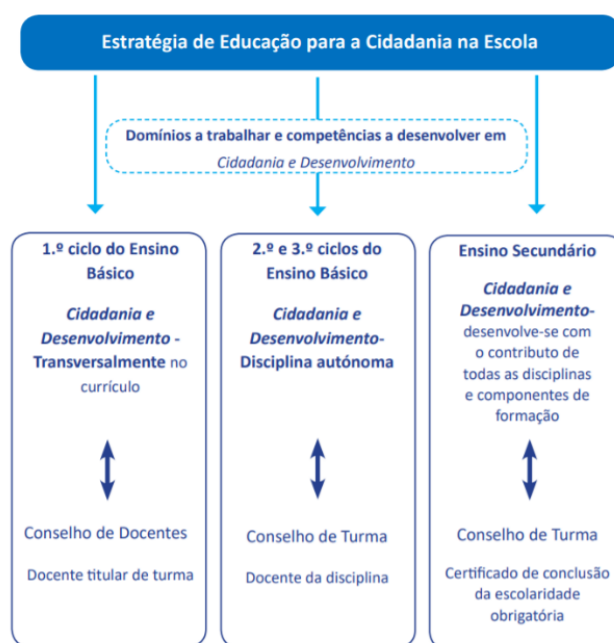 Estratégia de Educação para a Cidadania na Escola
Domínios a trabalhar e competências a desenvolver em
Cidadania e Desenvolvimento
1.º ciclo do Ensino
Básico
Cidadania e
Desenvolvimento -
Transversalmente no
currículo
Conselho de Docentes
Docente titular de turma
2.º e 3.º ciclos do
Ensino Básico
Cidadania e
Desenvolvimento-
Disciplina autónoma
Conselho de Turma
Docente da disciplina
Ensino Secundário
Cidadania e
Desenvolvimento-
desenvolve-se com
o contributo de
todas as disciplinas
e componentes de
formação
Conselho de Turma
Certificado de conclusão
da escolaridade
obrigatória